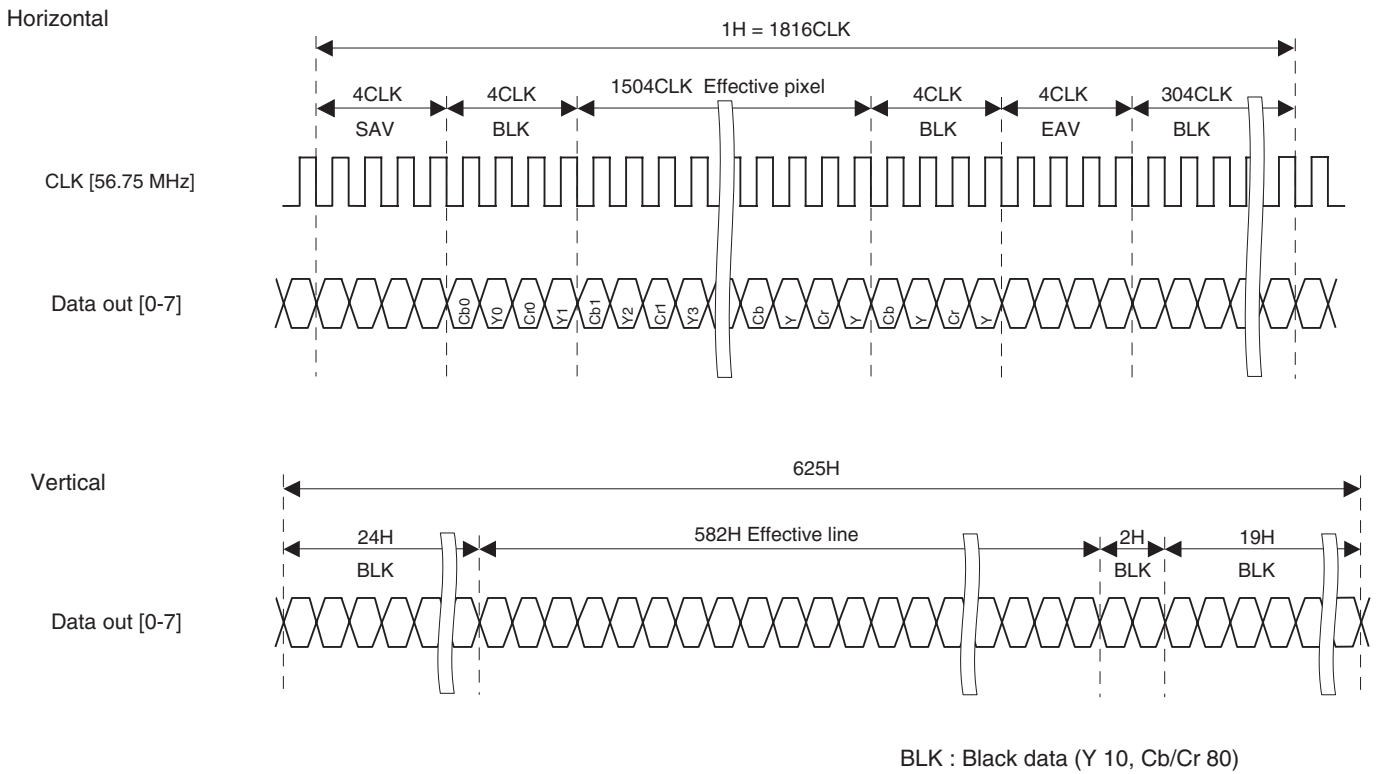 Horizontal
1H = 1816CLK
4CLK 4CLK 1504CLK Effective pixel 4CLK 4CLK 304CLK
SAV BLK BLK EAV BLK
CLK [56.75 MHz]
Data out [0-7]
Cb0 Y0 Cr0 Y1 Cb1 Y2 Cr1 Y3 Cb Y Cr Y Cb Y Cr Y
Vertical
625H
24H 582H Effective line 2H 19H
BLK BLK BLK
Data out [0-7]
BLK : Black data (Y 10, Cb/Cr 80)